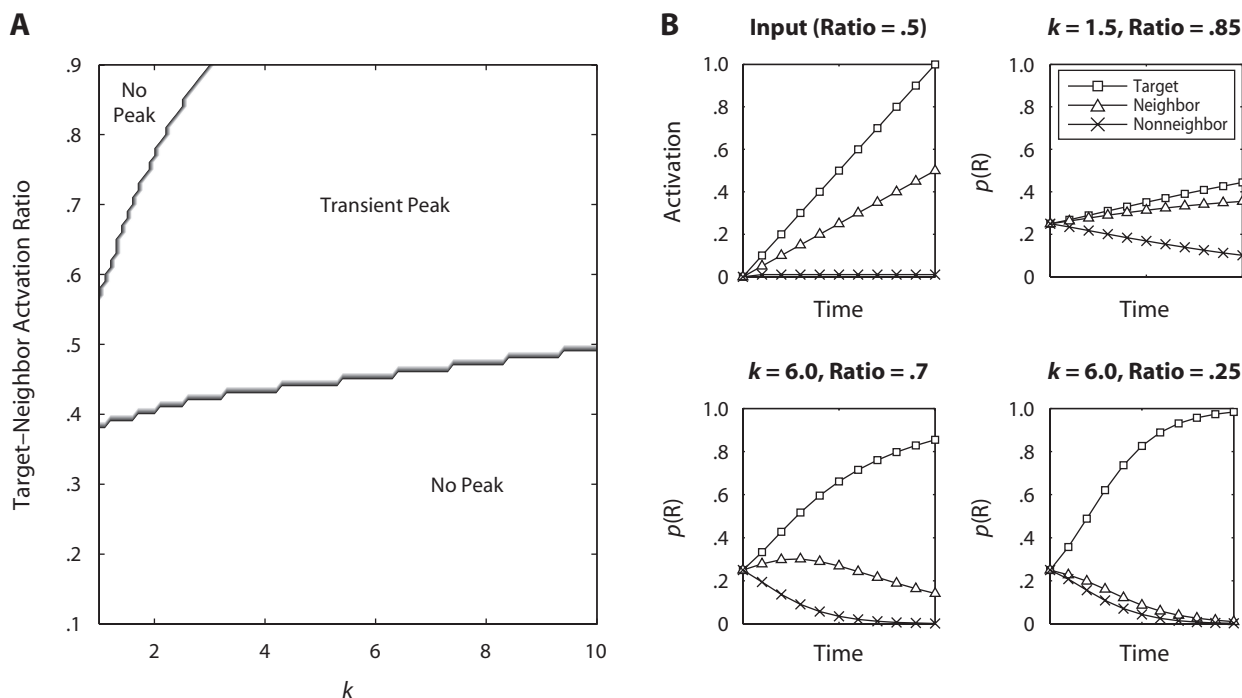 A
Target–Neighbor Actvation Ratio
.9
.8
.7
.6
.5
.4
.3
.2
.1
No
Peak
Transient Peak
No Peak
2
4
6
8
10
k
B
Input (Ratio = .5)
Activation
1.0
.8
.6
.4
.2
0
Time
k = 1.5, Ratio = .85
p(R)
1.0
.8
.6
.4
.2
0
Target
Neighbor
Nonneighbor
Time
k = 6.0, Ratio = .7
p(R)
1.0
.8
.6
.4
.2
0
Time
k = 6.0, Ratio = .25
p(R)
1.0
.8
.6
.4
.2
0
Time